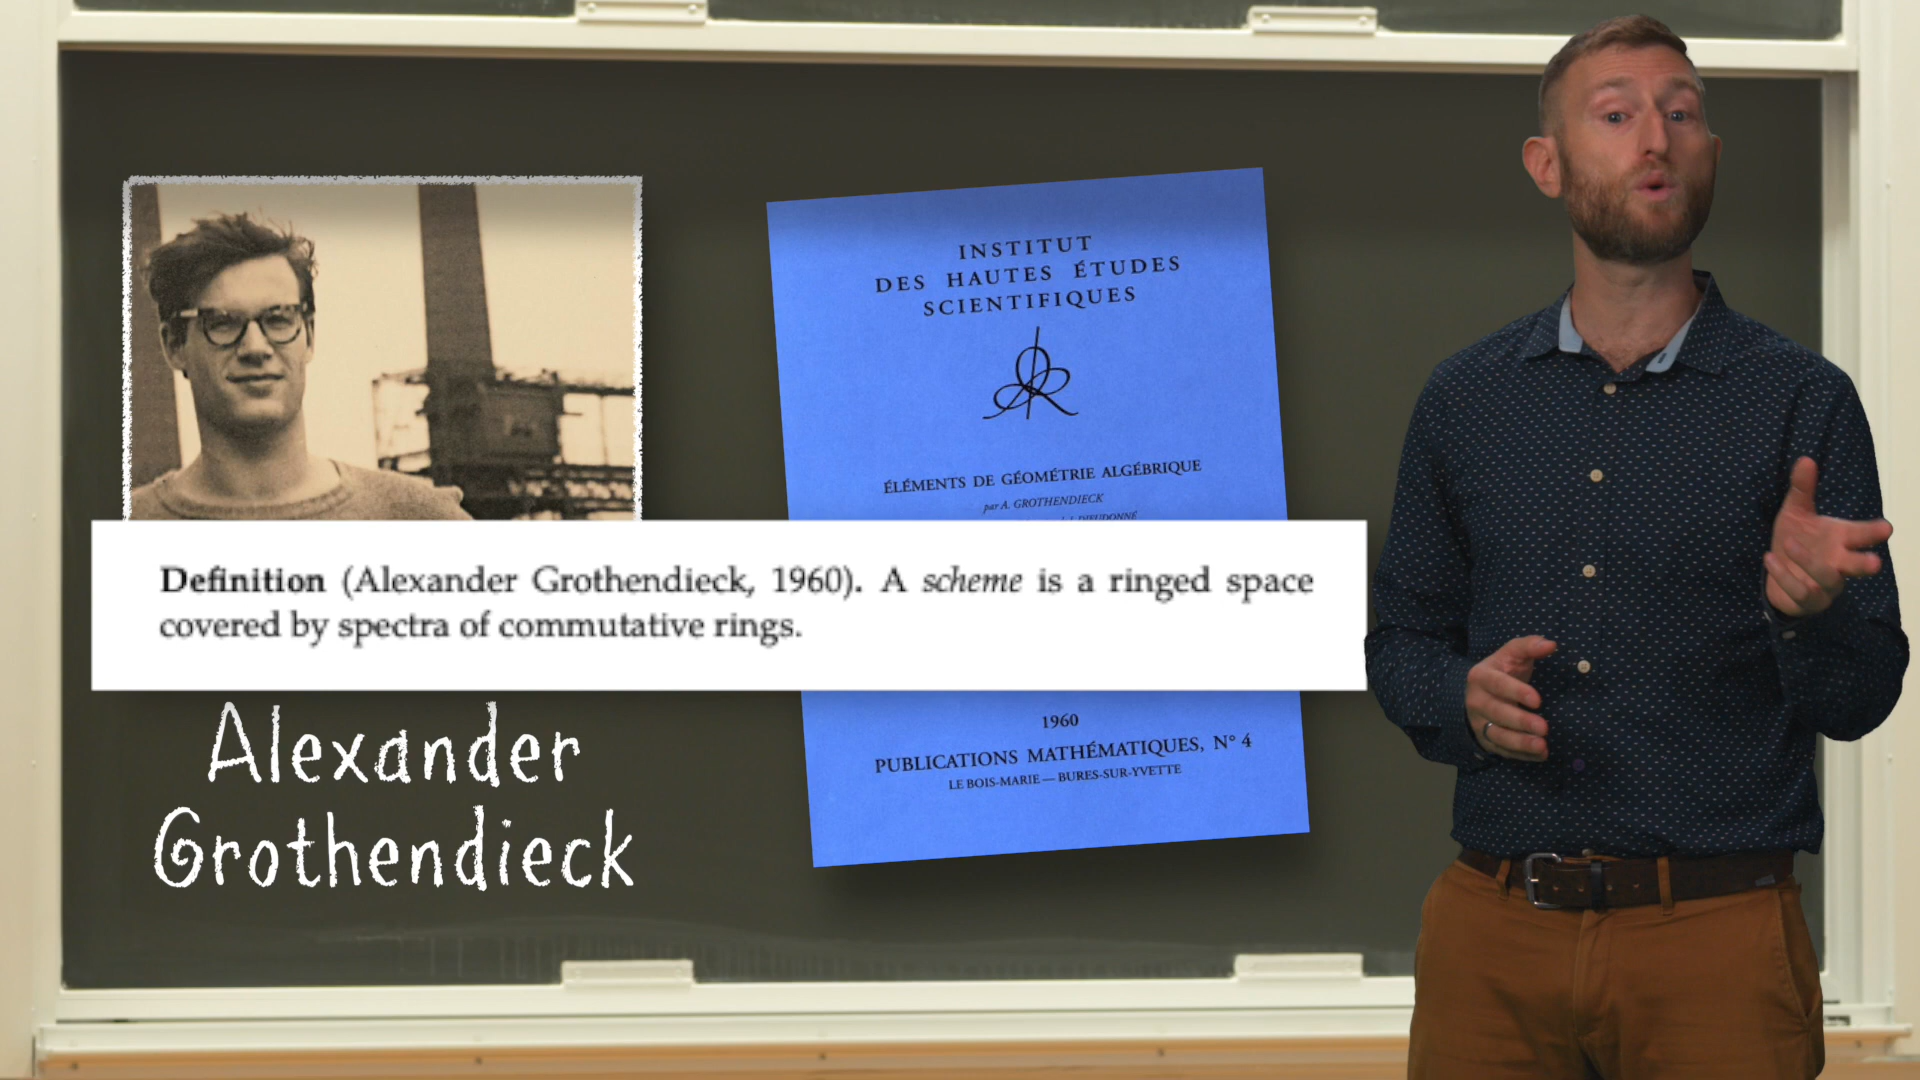 INSTITUT
DES HAUTES ÉTUDES
SCIENTIFIQUES
ÉLÉMENTS DE GÉOMÉTRIE ALGÉBRIQUE
par A. GROTHENDIECK
J. DIEUDONNÉ
Definition (Alexander Grothendieck, 1960). A scheme is a ringed space
covered by spectra of commutative rings.
1960
PUBLICATIONS MATHÉMATIQUES, N° 4
LE BOIS-MARIE — BURES-SUR-YVETTE
Alexander
Grothendieck